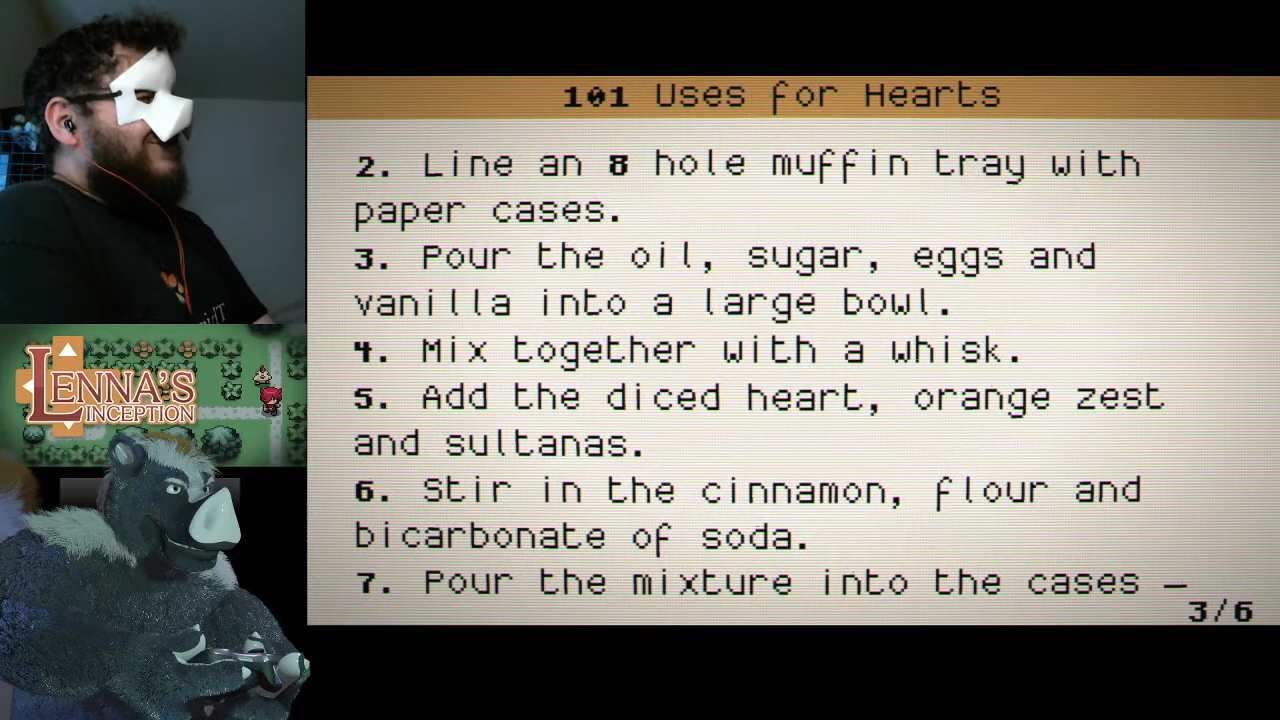 101 Uses for Hearts
2. Line an 8 hole muffin tray with
paper cases.
3. Pour the oil, sugar, eggs and
vanilla into a large bowl.
4. Mix together with a whisk.
5. Add the diced heart, orange zest
and sultanas.
6. Stir in the cinnamon, flour and
bicarbonate of soda.
7. Pour the mixture into the cases –
3/6
LENNA'S
INCEPTION